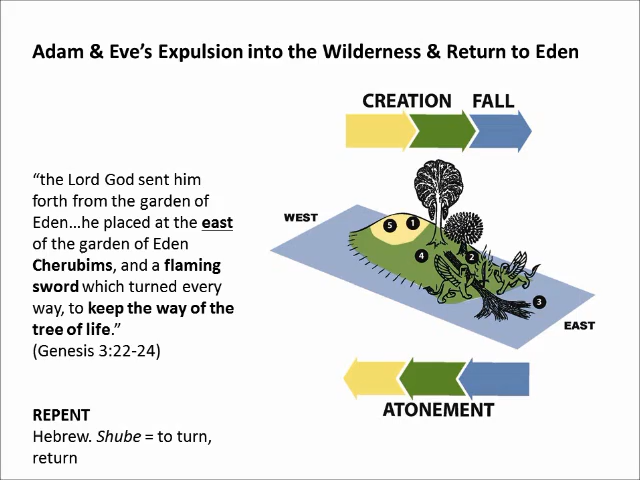 Adam & Eve's Expulsion into the Wilderness & Return to Eden
CREATION FALL
"the Lord God sent him
forth from the garden of
Eden...he placed at the east
of the garden of Eden
Cherubims, and a flaming
sword which turned every
way, to keep the way of the
tree of life."
(Genesis 3:22-24)
WEST
5 1
4 2
3
EAST
ATONEMENT
REPENT
Hebrew. Shube = to turn,
return